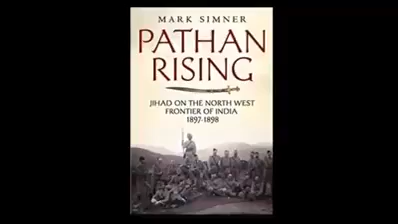 MARK SIMNER
PATHAN
RISING
JIHAD ON THE NORTH WEST
FRONTIER OF INDIA
1897-1898